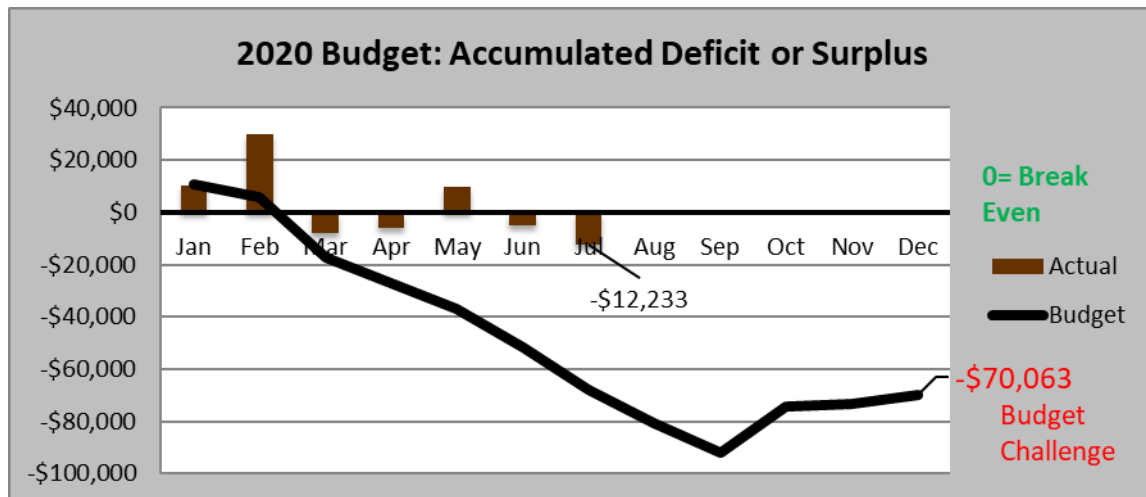 2020 Budget: Accumulated Deficit or Surplus
$40,000
$20,000
$0
-$20,000
-$40,000
-$60,000
-$80,000
-$100,000
Jan Feb Mar Apr May Jun Jul Aug Sep Oct Nov Dec
-$12,233
0= Break
Even
Actual
Budget
-$70,063
Budget
Challenge